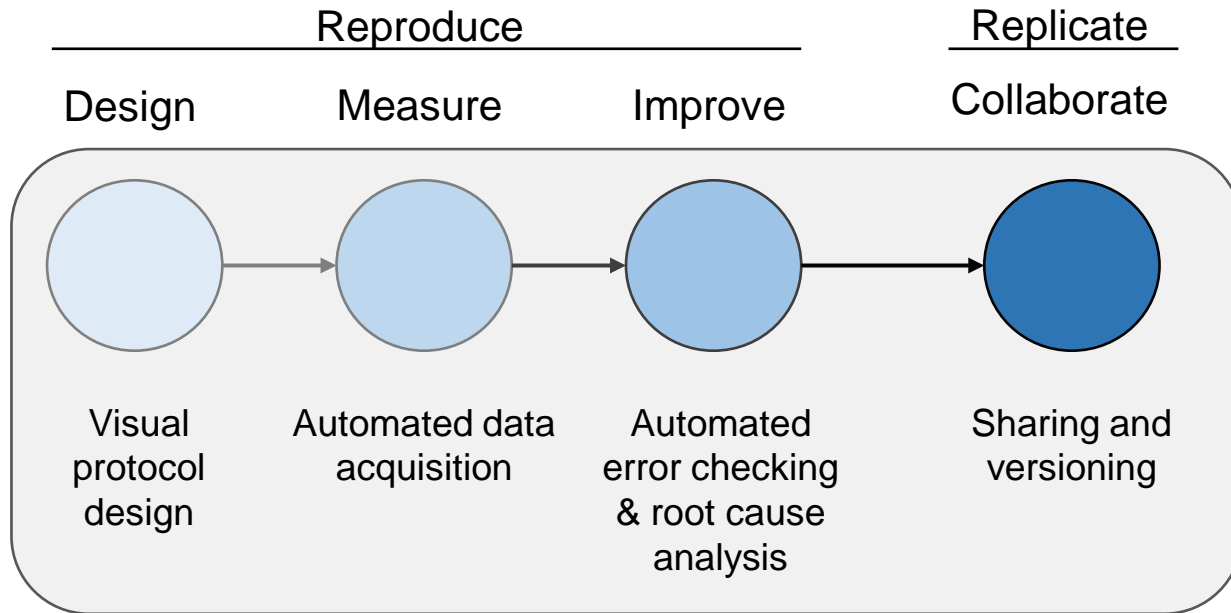 Reproduce
Replicate
Design
Measure
Improve
Collaborate
Visual
protocol
design
Automated data
acquisition
Automated
error checking
& root cause
analysis
Sharing and
versioning